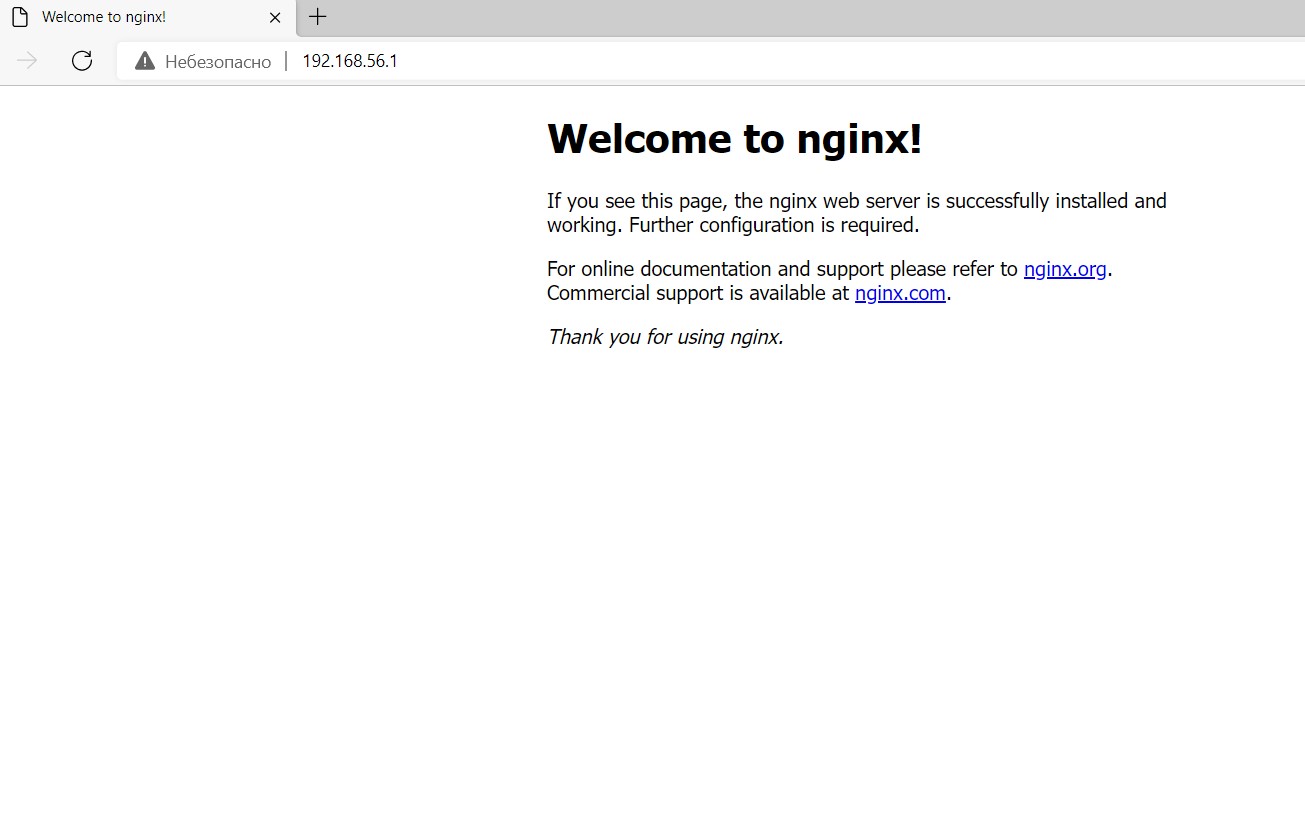 Welcome to nginx!
Небезопасно
192.168.56.1
Welcome to nginx!
If you see this page, the nginx web server is successfully installed and
working. Further configuration is required.
For online documentation and support please refer to nginx.org.
Commercial support is available at nginx.com.
Thank you for using nginx.